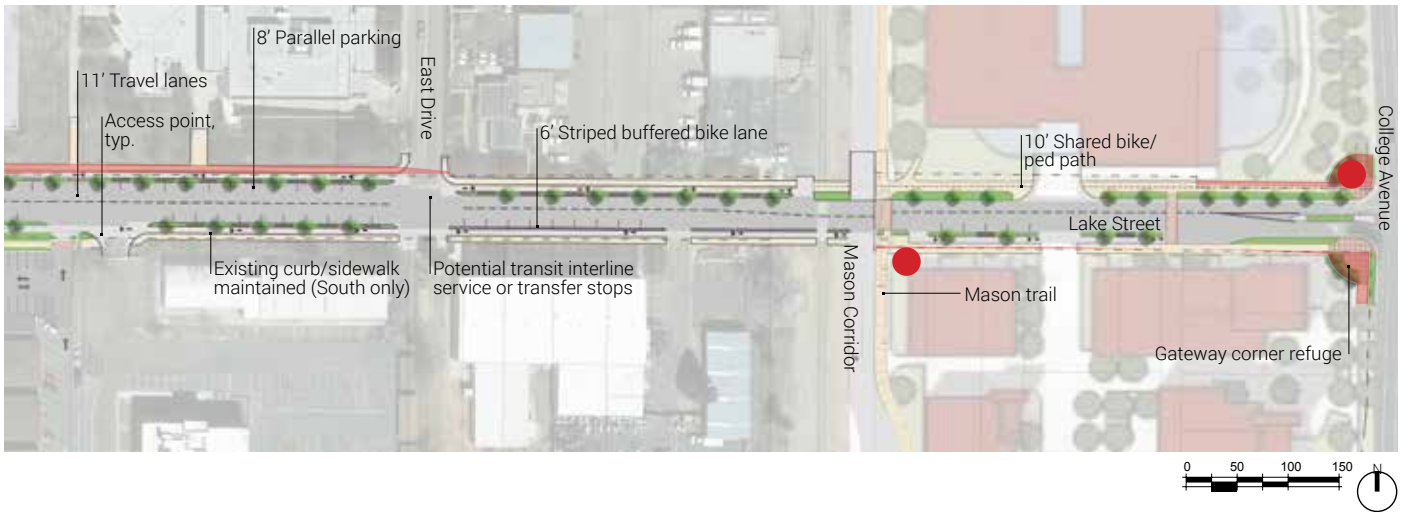 8’ Parallel parking
11’ Travel lanes
Access point,
typ.
East Drive
6’ Striped buffered bike lane
10’ Shared bike/
ped path
College Avenue
Lake Street
Existing curb/sidewalk
maintained (South only)
Potential transit interline
service or transfer stops
Mason Corridor
Mason trail
Gateway corner refuge
0 50 100 150
N